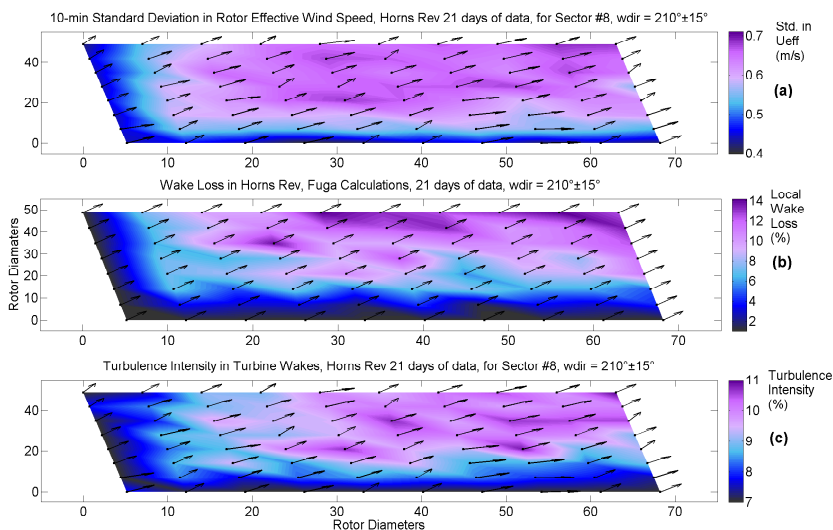 10-min Standard Deviation in Rotor Effective Wind Speed, Horns Rev 21 days of data, for Sector #8, wdir = 210°±15°
Std. in
Ueff
(m/s)
0.7
0.6
0.5
0.4
(a)
40
20
0
0 10 20 30 40 50 60 70
Wake Loss in Horns Rev, Fuga Calculations, 21 days of data, wdir = 210°±15°
Local
Wake
Loss
(%)
14
12
10
8
6
4
2
(b)
Rotor Diamaters
50
40
30
20
10
0
0 10 20 30 40 50 60 70
Turbulence Intensity in Turbine Wakes, Horns Rev 21 days of data, for Sector #8, wdir = 210°±15°
Turbulence
Intensity
(%)
11
10
9
8
7
(c)
40
20
0
0 10 20 30 40 50 60 70
Rotor Diameters